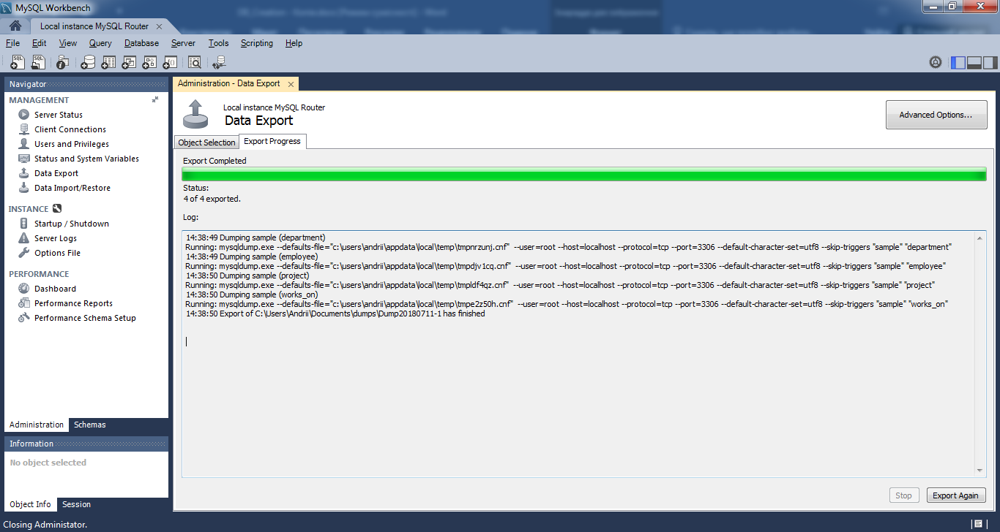 MySQL Workbench
Local instance MySQL Router
File Edit View Query Database Server Tools Scripting Help
Navigator
MANAGEMENT
Server Status
Client Connections
Users and Privileges
Status and System Variables
Data Export
Data Import/Restore
INSTANCE
Startup / Shutdown
Server Logs
Options File
PERFORMANCE
Dashboard
Performance Reports
Performance Schema Setup
Administration Schemas
Information
No object selected
Object Info Session
Administration - Data Export
Local instance MySQL Router
Data Export
Advanced Options...
Object Selection Export Progress
Export Completed
Status:
4 of 4 exported.
Log:
14:38:49 Dumping sample (department)
Running: mysqldump.exe --defaults-file="c:\users\andrii\appdata\local\temp\tmpnrzunj.cnf" --user=root --host=localhost --protocol=tcp --port=3306 --default-character-set=utf8 --skip-triggers "sample" "department"
14:38:49 Dumping sample (employee)
Running: mysqldump.exe --defaults-file="c:\users\andrii\appdata\local\temp\tmpdjv1cq.cnf" --user=root --host=localhost --protocol=tcp --port=3306 --default-character-set=utf8 --skip-triggers "sample" "employee"
14:38:50 Dumping sample (project)
Running: mysqldump.exe --defaults-file="c:\users\andrii\appdata\local\temp\tmpldf4qz.cnf" --user=root --host=localhost --protocol=tcp --port=3306 --default-character-set=utf8 --skip-triggers "sample" "project"
14:38:50 Dumping sample (works_on)
Running: mysqldump.exe --defaults-file="c:\users\andrii\appdata\local\temp\tmpe2z50h.cnf" --user=root --host=localhost --protocol=tcp --port=3306 --default-character-set=utf8 --skip-triggers "sample" "works_on"
14:38:50 Export of C:\Users\Andrii\Documents\dumps\Dump20180711-1 has finished
Stop Export Again
Closing Administator.